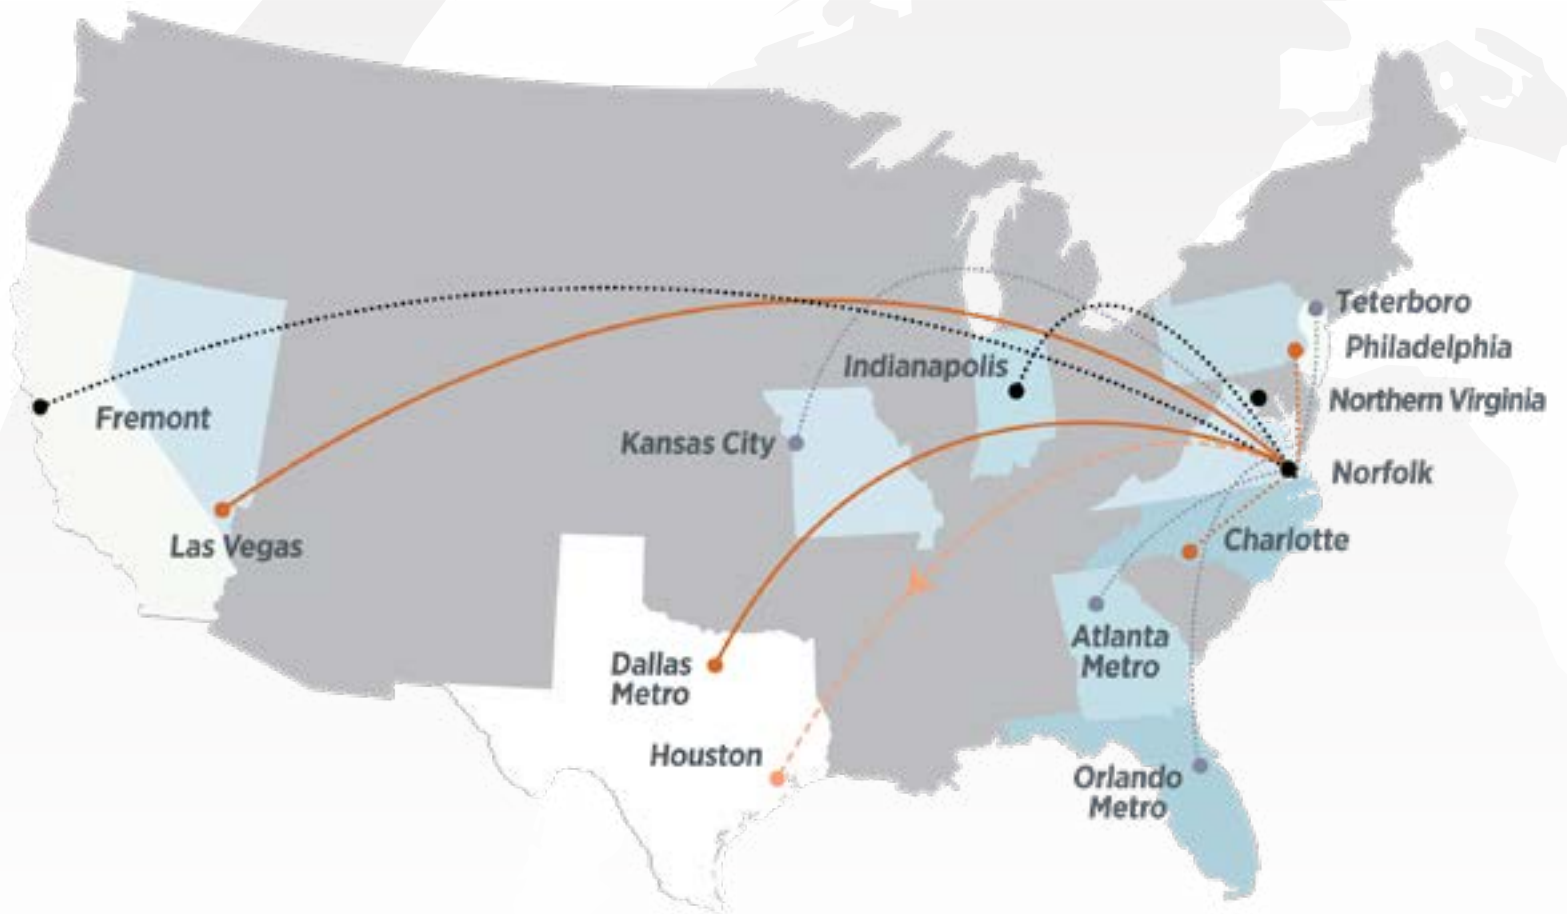 Teterboro
Philadelphia
Indianapolis
Northern Virginia
Fremont
Kansas City
Norfolk
Las Vegas
Charlotte
Atlanta
Metro
Dallas
Metro
Houston
Orlando
Metro